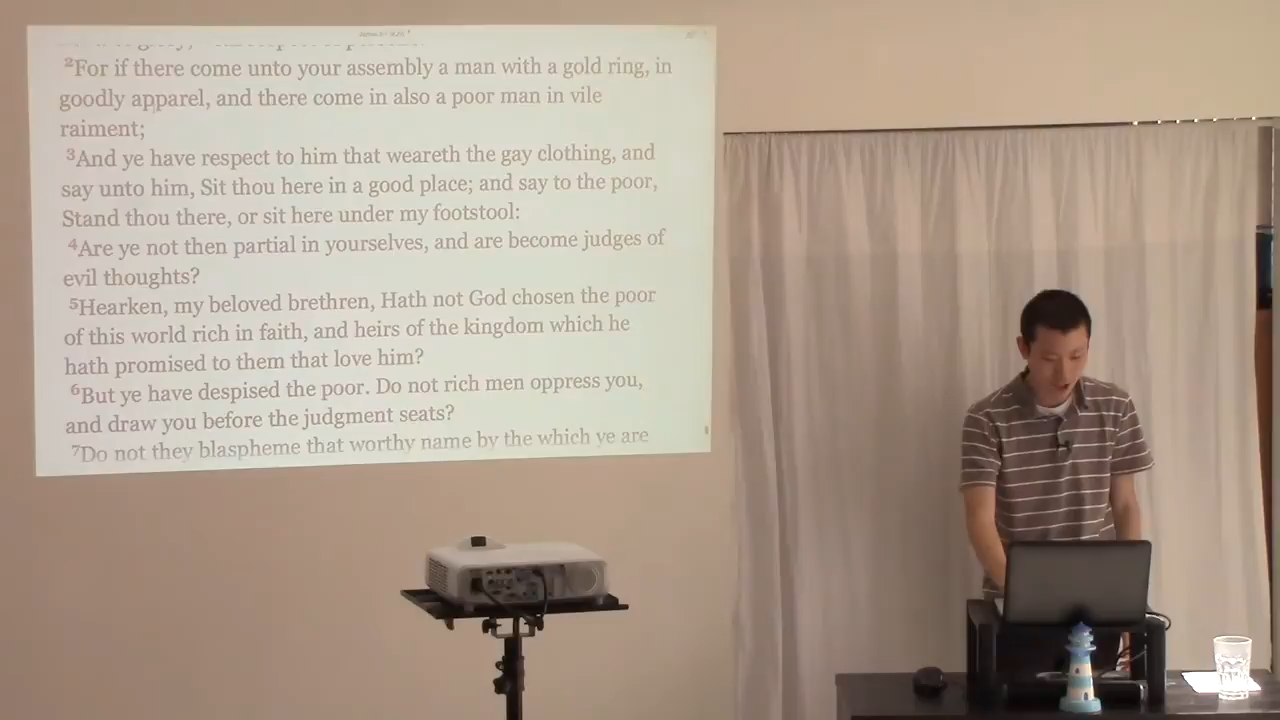 ²For if there come unto your assembly a man with a gold ring, in
goodly apparel, and there come in also a poor man in vile
raiment;
³And ye have respect to him that weareth the gay clothing, and
say unto him, Sit thou here in a good place; and say to the poor,
Stand thou there, or sit here under my footstool:
⁴Are ye not then partial in yourselves, and are become judges of
evil thoughts?
⁵Hearken, my beloved brethren, Hath not God chosen the poor
of this world rich in faith, and heirs of the kingdom which he
hath promised to them that love him?
⁶But ye have despised the poor. Do not rich men oppress you,
and draw you before the judgment seats?
⁷Do not they blaspheme that worthy name by the which ye are